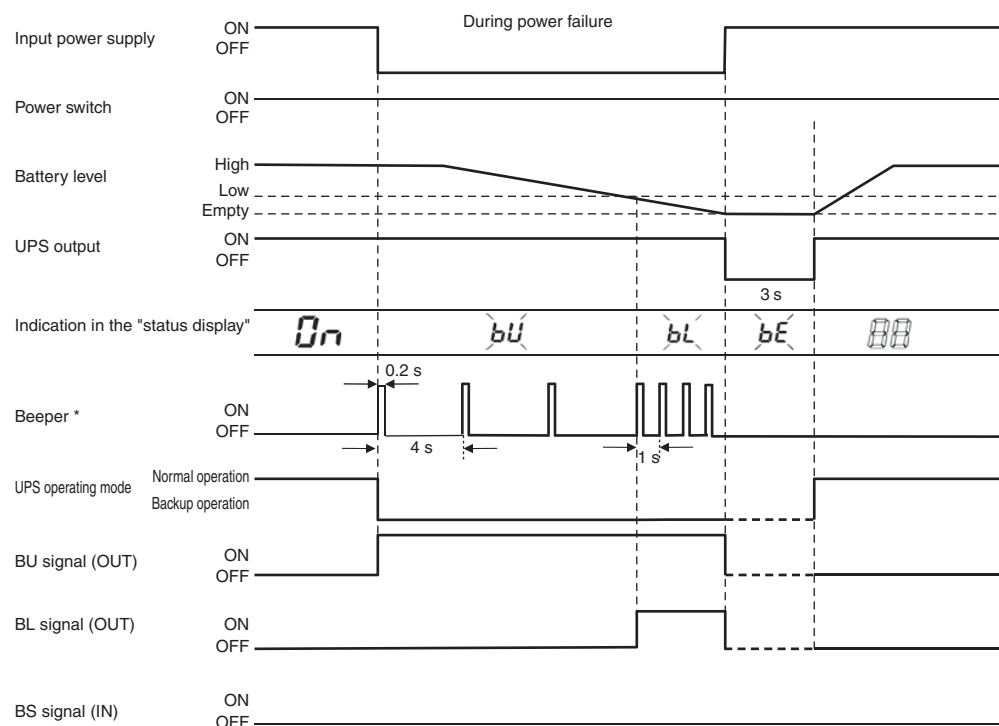 During power failure
Input power supply
ON
OFF
Power switch
ON
OFF
Battery level
High
Low
Empty
UPS output
ON
OFF
3 s
Indication in the "status display"
On
bU
bL
bE
88
0.2 s
Beeper *
ON
OFF
4 s
1 s
UPS operating mode
Normal operation
Backup operation
BU signal (OUT)
ON
OFF
BL signal (OUT)
ON
OFF
BS signal (IN)
ON
OFF